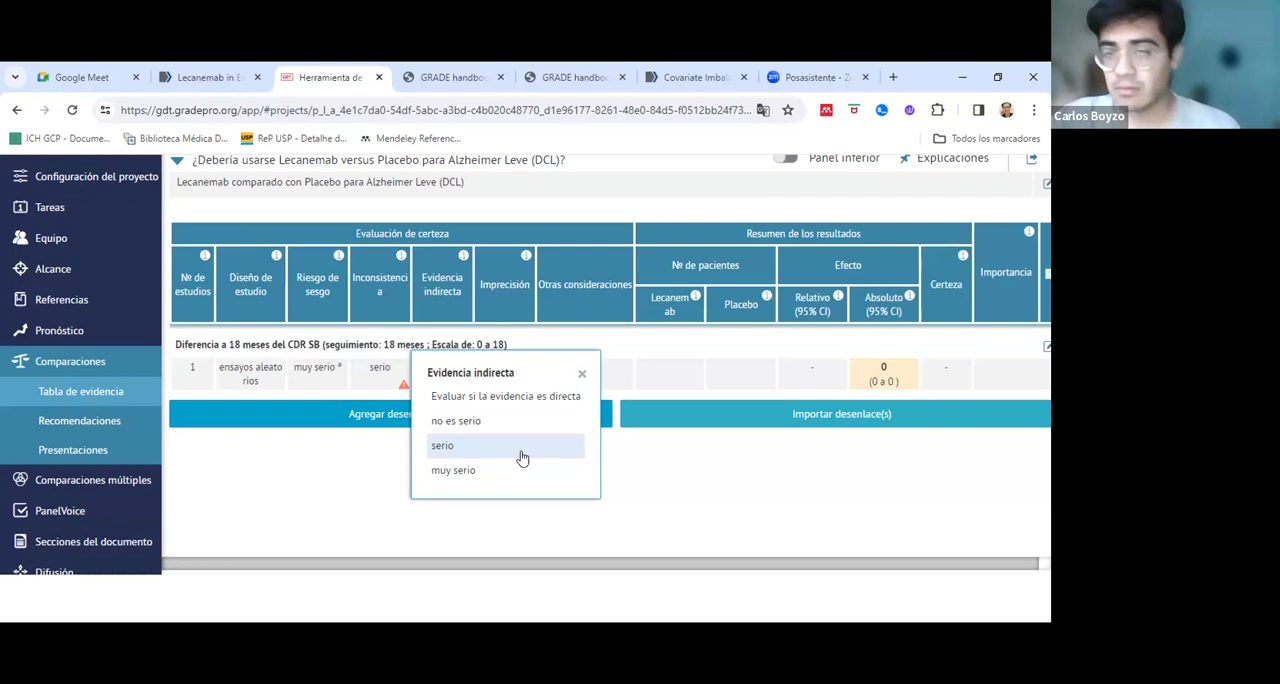 Google Meet
Lecanemab in E
Herramienta de
GRADE handbo
GRADE handbo
Covariate Imbal
Posasistente - Z
https://gdt.gradepro.org/app/#projects/p_l_a_4e1c7da0-54df-5abc-a3bd-c4b020c48770_d1e96177-8261-48e0-84d5-f0512bb24f73...
ICH GCP - Docume...
Biblioteca Médica D...
ReP USP - Detalhe d...
Mendeley Referenc...
Todos los marcadores
Carlos Boyzo
Configuración del proyecto
Tareas
Equipo
Alcance
Referencias
Pronóstico
Comparaciones
Tabla de evidencia
Recomendaciones
Presentaciones
Comparaciones múltiples
PanelVoice
Secciones del documento
Difusión
¿Debería usarse Lecanemab versus Placebo para Alzheimer Leve (DCL)?
Panel inferior
Explicaciones
Lecanemab comparado con Placebo para Alzheimer Leve (DCL)
Evaluación de certeza
Resumen de los resultados
Importancia
Nº de
estudios
Diseño de
estudio
Riesgo de
sesgo
Inconsistenci
a
Evidencia
indirecta
Imprecisión
Otras consideraciones
Nº de pacientes
Efecto
Certeza
Lecanem
ab
Placebo
Relativo
(95% CI)
Absoluto
(95% CI)
Diferencia a 18 meses del CDR SB (seguimiento: 18 meses ; Escala de: 0 a 18)
1
ensayos aleato
rios
muy serio ª
serio
-
0
(0 a 0 )
-
Agregar desen
Importar desenlace(s)
Evidencia indirecta
Evaluar si la evidencia es directa
no es serio
serio
muy serio